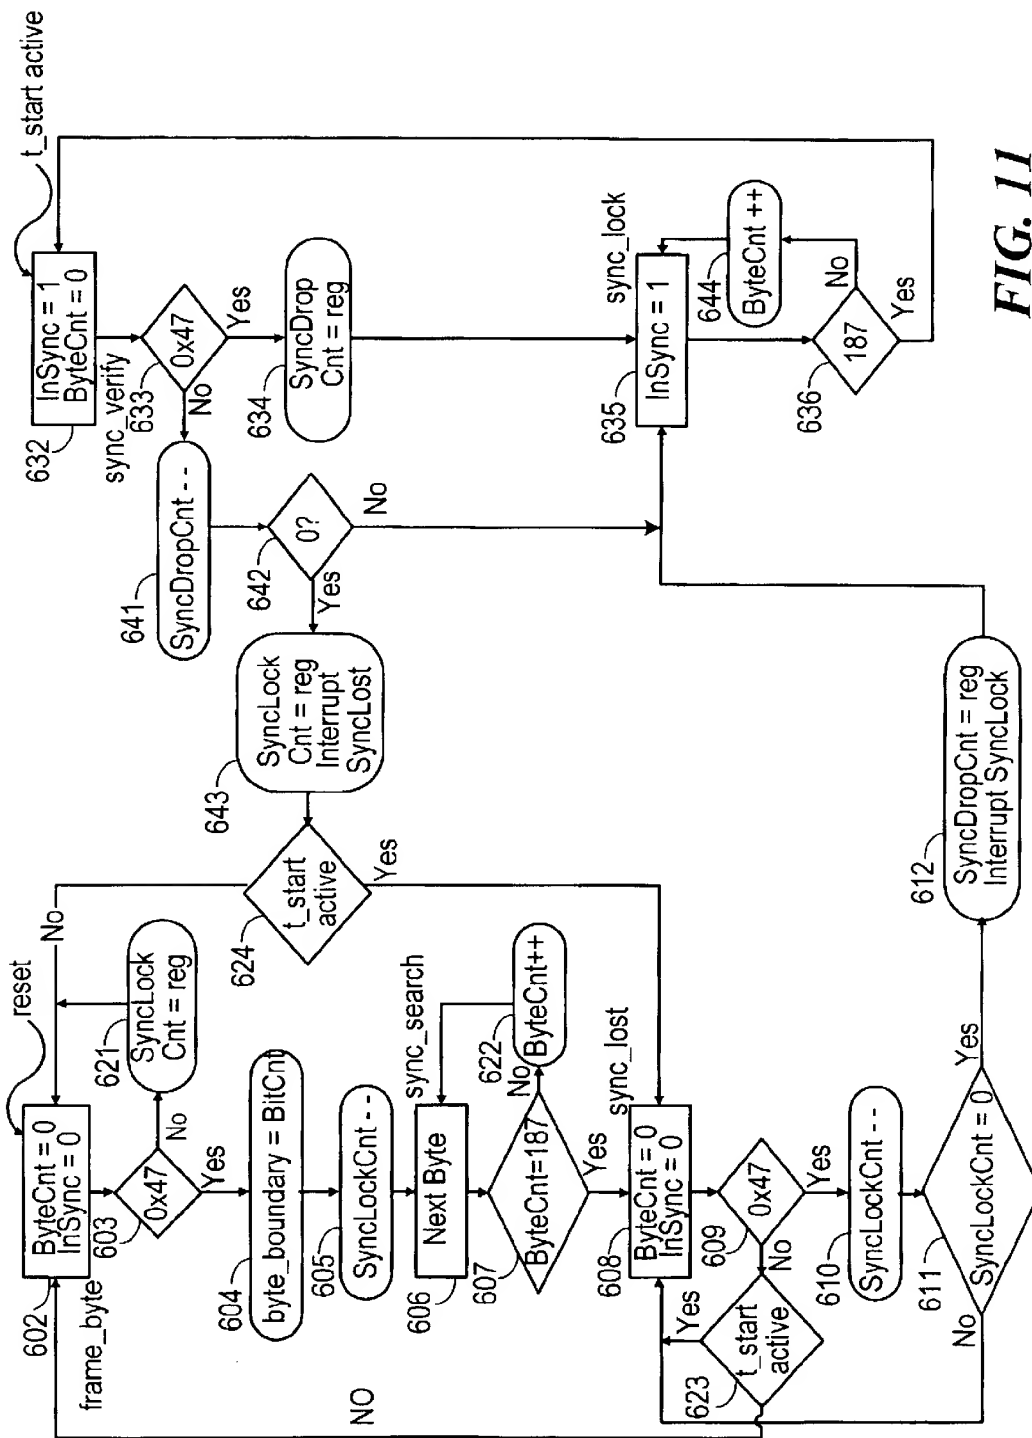 reset
602
ByteCnt = 0
InSync = 0
frame_byte
603
0x47
No
Yes
621
SyncLock
Cnt = reg
No
604
byte_boundary = BitCnt
605
SyncLockCnt - -
606
Next Byte
sync_search
607
ByteCnt=187
No
Yes
622
ByteCnt++
608
ByteCnt = 0
InSync = 0
sync_lost
609
0x47
No
Yes
623
t_start
active
Yes
NO
610
SyncLockCnt - -
611
SyncLockCnt = 0
No
Yes
612
SyncDropCnt = reg
Interrupt SyncLock
624
t_start
active
Yes
643
SyncLock
Cnt = reg
Interrupt
SyncLost
642
0?
Yes
No
641
SyncDropCnt - -
t_start active
632
InSync = 1
ByteCnt = 0
sync_verify
633
0x47
No
Yes
634
SyncDrop
Cnt = reg
635
InSync = 1
sync_lock
644
ByteCnt ++
636
187
No
Yes
FIG. 11